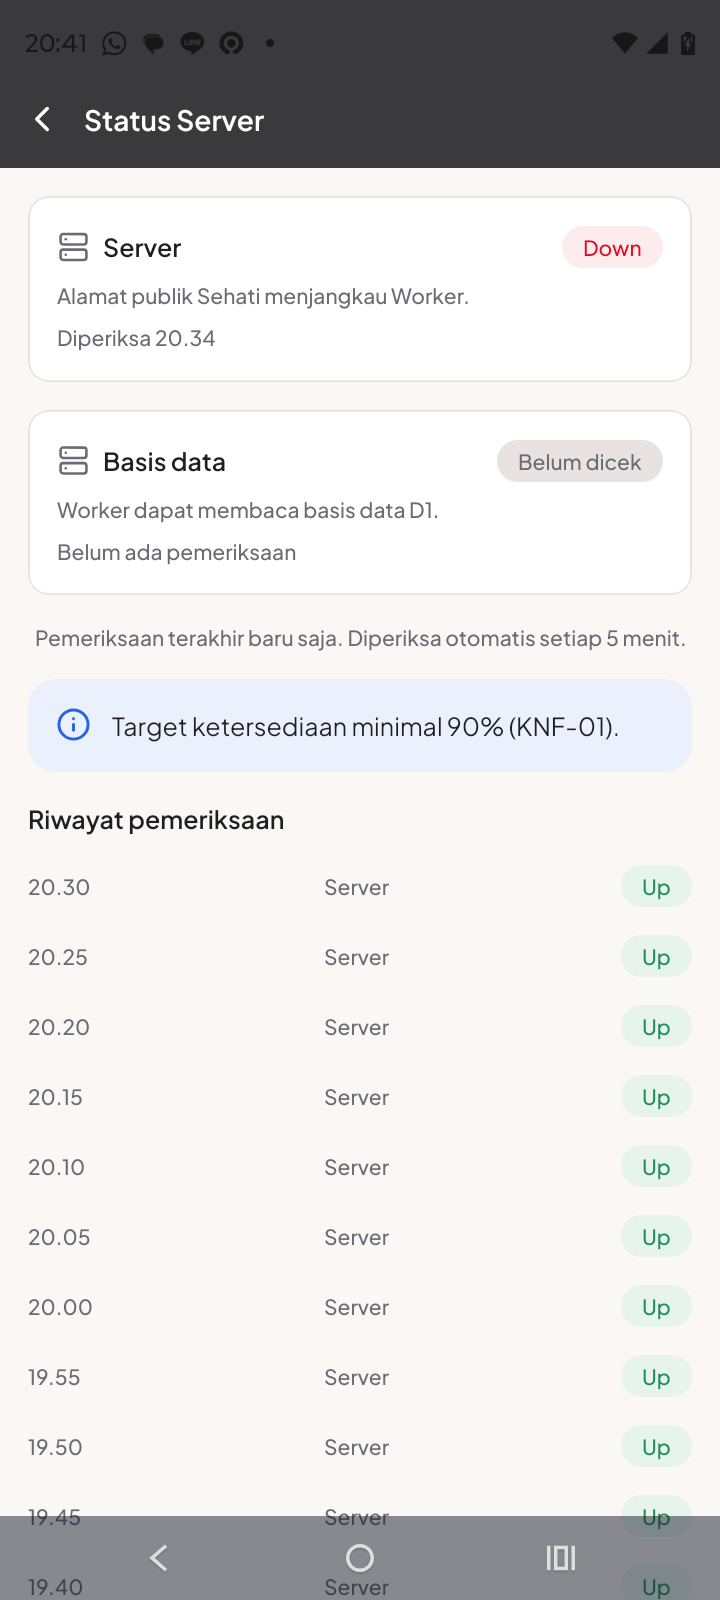 20:41
LINE
Status Server
Server
Down
Alamat publik Sehati menjangkau Worker.
Diperiksa 20.34
Basis data
Belum dicek
Worker dapat membaca basis data D1.
Belum ada pemeriksaan
Pemeriksaan terakhir baru saja. Diperiksa otomatis setiap 5 menit.
Target ketersediaan minimal 90% (KNF-01).
Riwayat pemeriksaan
20.30 Server Up
20.25 Server Up
20.20 Server Up
20.15 Server Up
20.10 Server Up
20.05 Server Up
20.00 Server Up
19.55 Server Up
19.50 Server Up
19.45 Server Up
19.40 Server Up